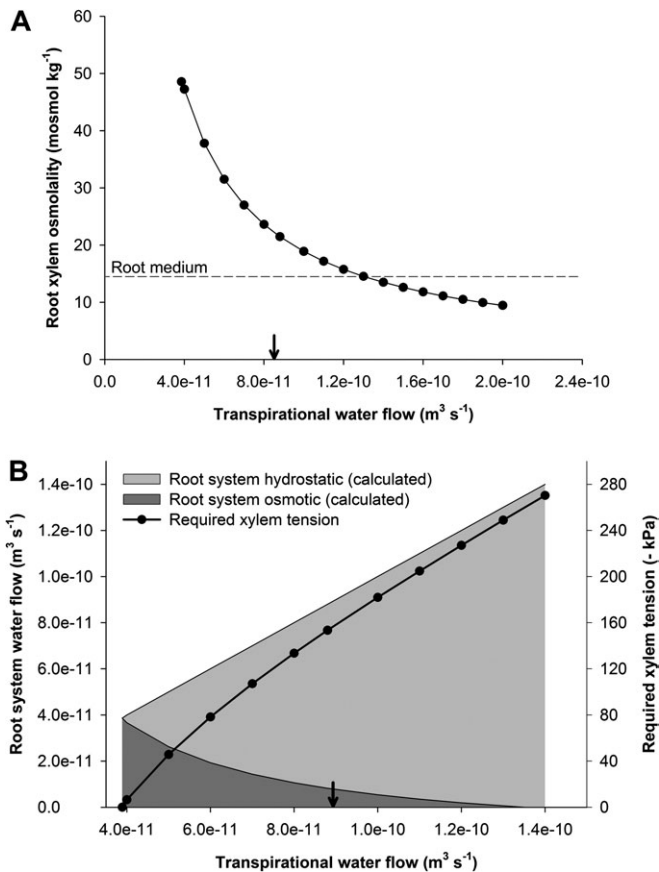 A
Root xylem osmolality (mosmol kg⁻¹)
60
50
40
30
20
10
0
Root medium
0.0 4.0e-11 8.0e-11 1.2e-10 1.6e-10 2.0e-10 2.4e-10
Transpirational water flow (m³ s⁻¹)
B
Root system water flow (m³ s⁻¹)
1.4e-10
1.2e-10
1.0e-10
8.0e-11
6.0e-11
4.0e-11
2.0e-11
0.0
Root system hydrostatic (calculated)
Root system osmotic (calculated)
Required xylem tension
280
240
200
160
120
80
40
0
Required xylem tension (- kPa)
4.0e-11 6.0e-11 8.0e-11 1.0e-10 1.2e-10 1.4e-10
Transpirational water flow (m³ s⁻¹)